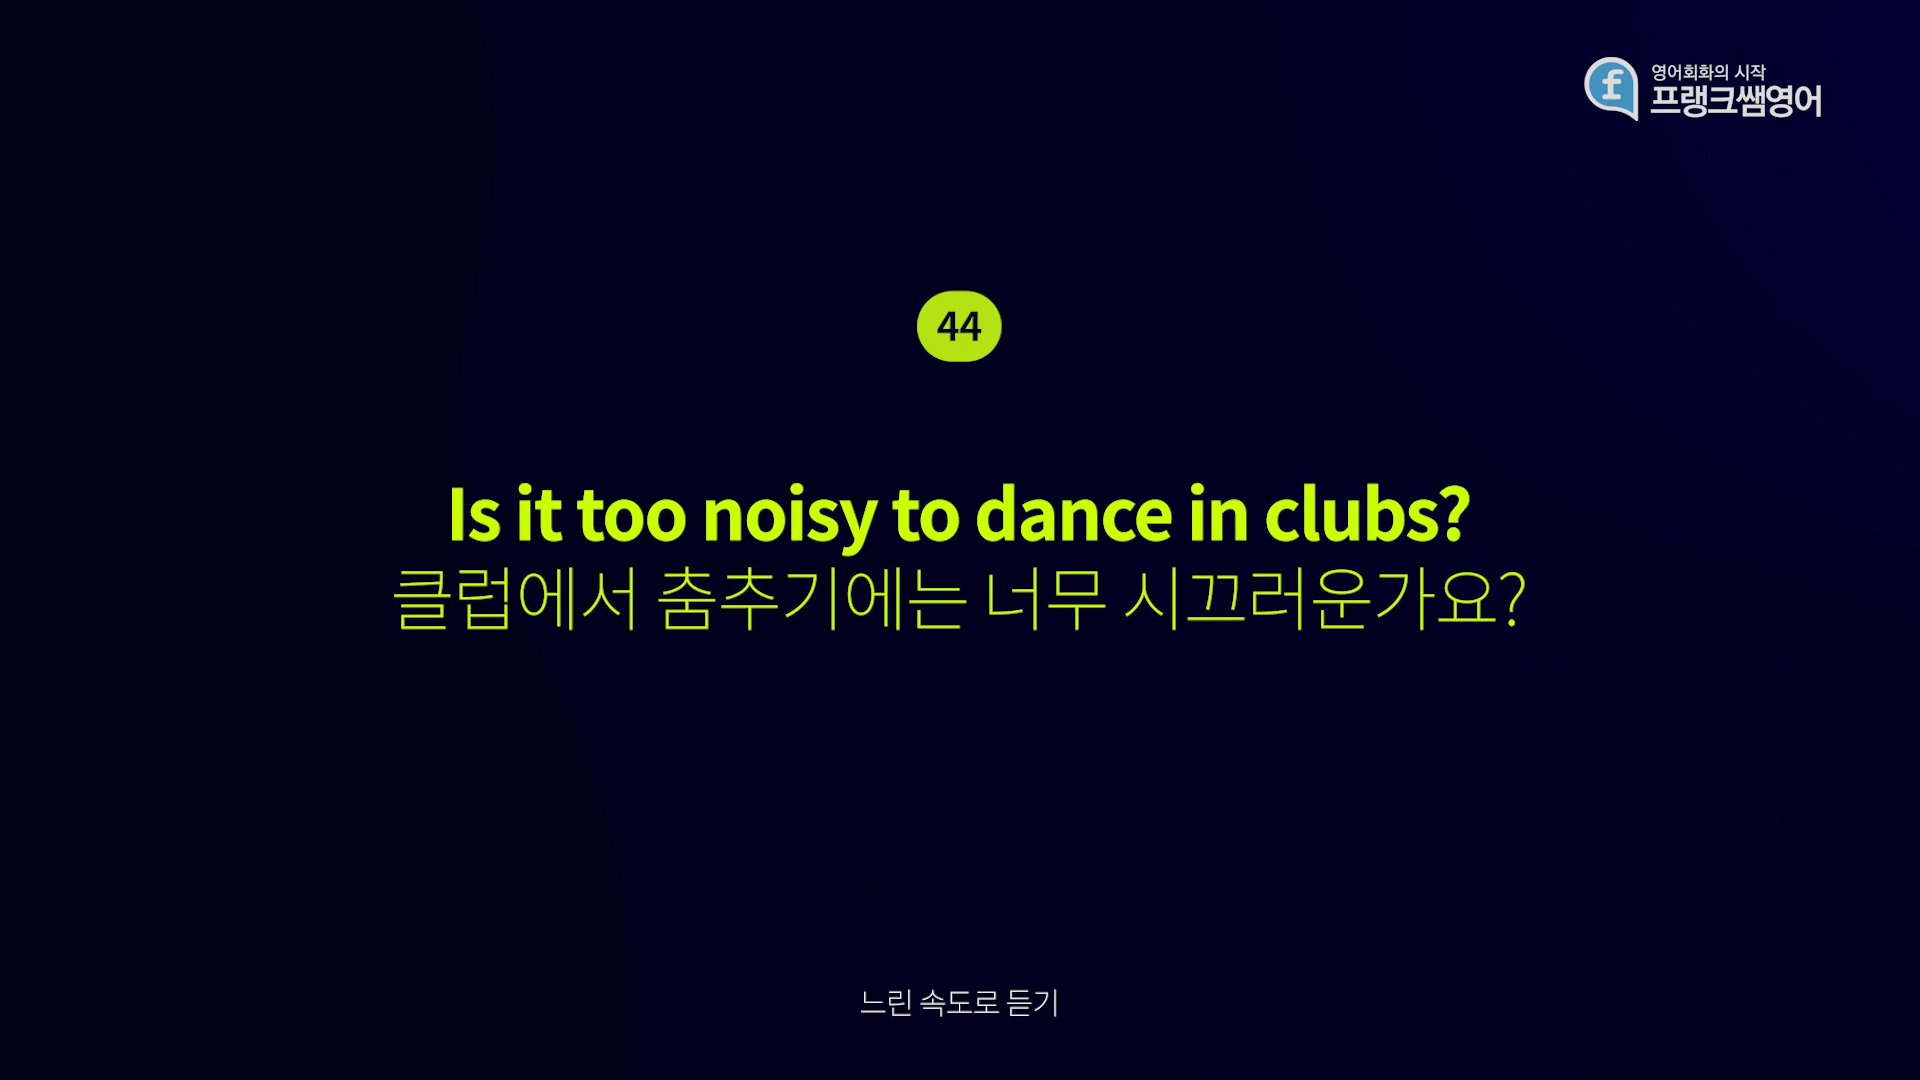 영어회화의 시작
프랭크쌤영어
44
Is it too noisy to dance in clubs?
클럽에서 춤추기에는 너무 시끄러운가요?
느린 속도로 듣기